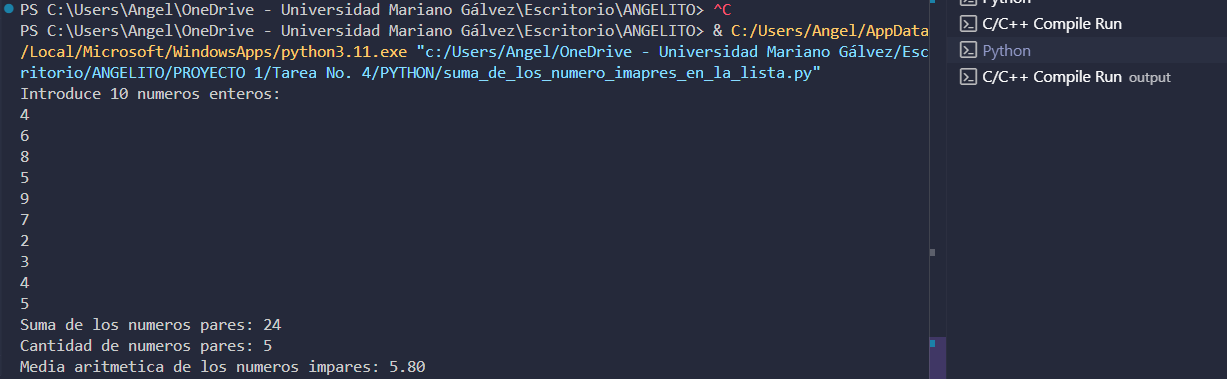 PS C:\Users\Angel\OneDrive - Universidad Mariano Gálvez\Escritorio\ANGELITO> ^C
PS C:\Users\Angel\OneDrive - Universidad Mariano Gálvez\Escritorio\ANGELITO> & C:/Users/Angel/AppData
/Local/Microsoft/WindowsApps/python3.11.exe "c:/Users/Angel/OneDrive - Universidad Mariano Gálvez/Esc
ritorio/ANGELITO/PROYECTO 1/Tarea No. 4/PYTHON/suma_de_los_numero_imapres_en_la_lista.py"
Introduce 10 numeros enteros:
4
6
8
5
9
7
2
3
4
5
Suma de los numeros pares: 24
Cantidad de numeros pares: 5
Media aritmetica de los numeros impares: 5.80
Python
C/C++ Compile Run
Python
C/C++ Compile Run output